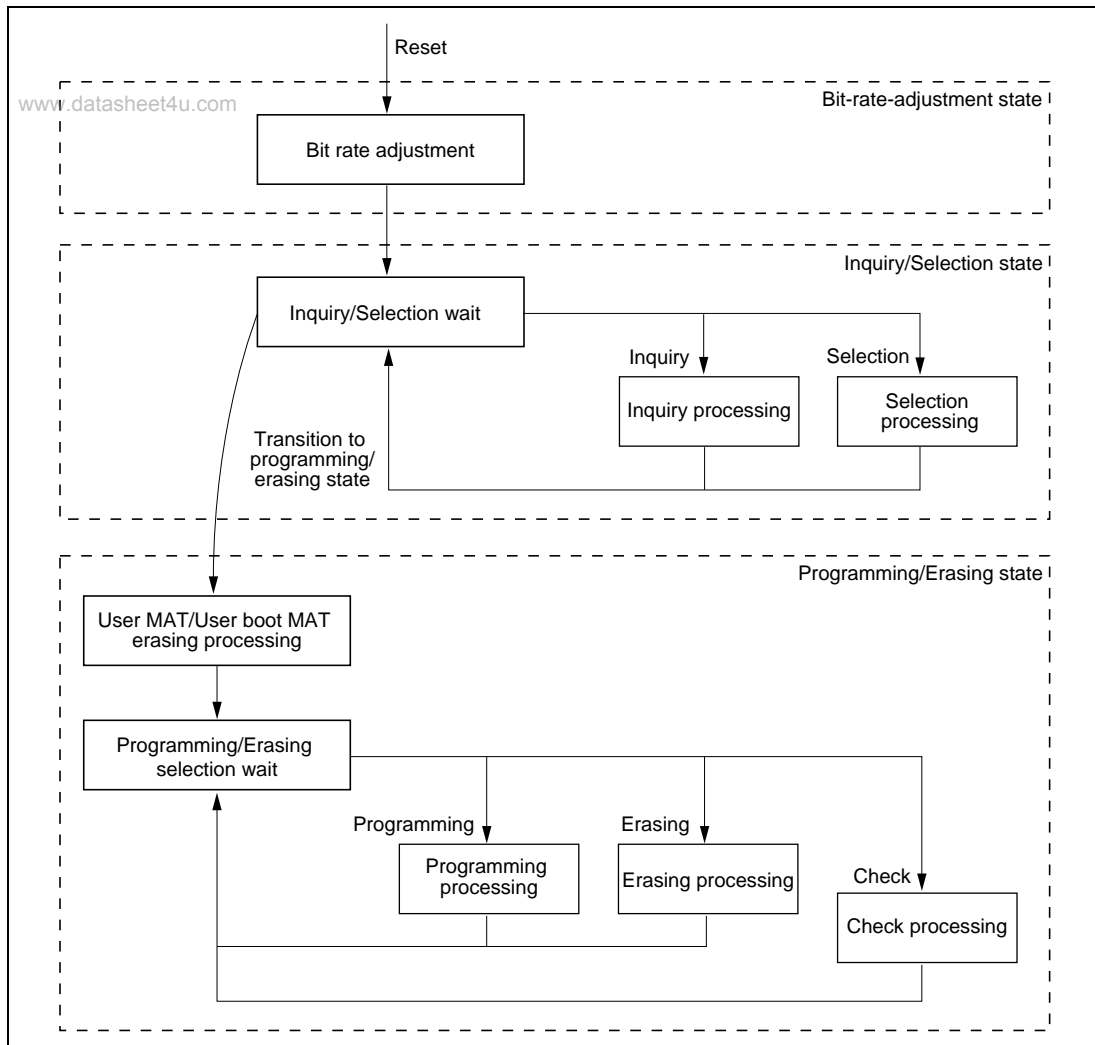 Reset
www.datasheet4u.com
Bit-rate-adjustment state
Bit rate adjustment
Inquiry/Selection state
Inquiry/Selection wait
Inquiry
Selection
Inquiry processing
Selection
processing
Transition to
programming/
erasing state
Programming/Erasing state
User MAT/User boot MAT
erasing processing
Programming/Erasing
selection wait
Programming
Erasing
Programming
processing
Erasing processing
Check
Check processing